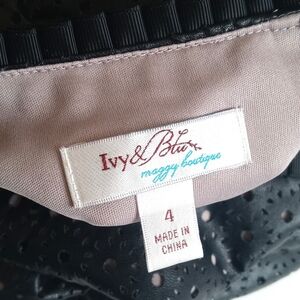 Ivy & Blu
maggy boutique
4
MADE IN
CHINA